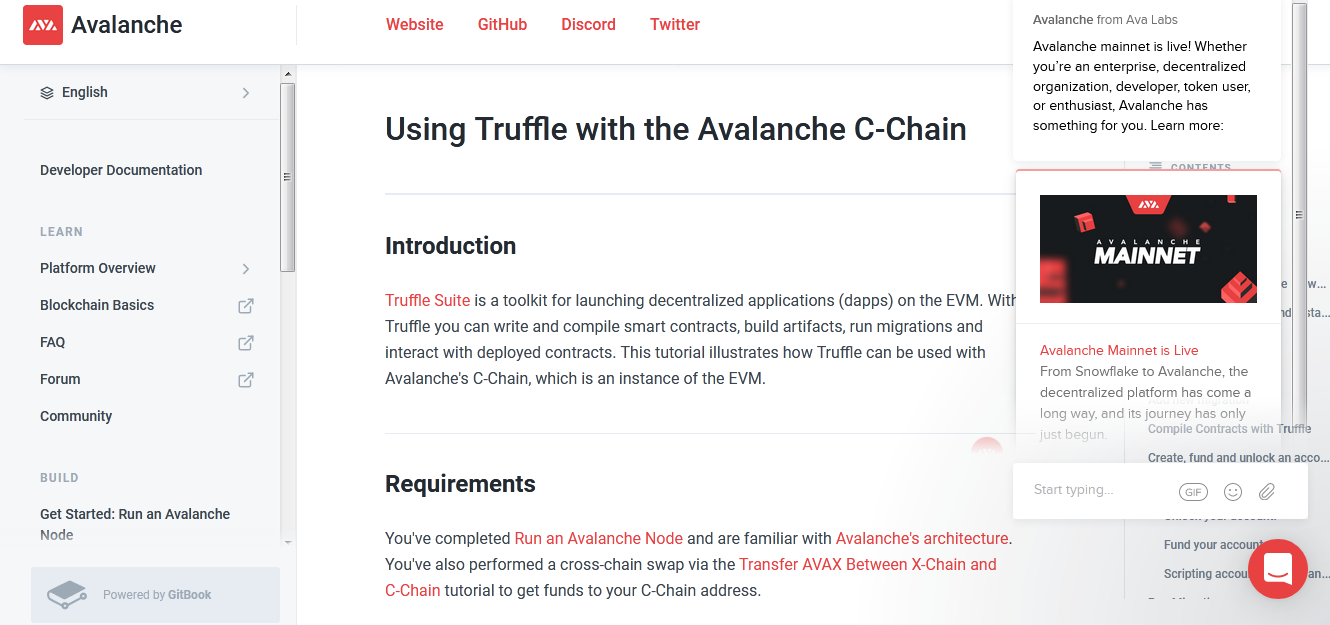 Avalanche
Website GitHub Discord Twitter
English
Developer Documentation
LEARN
Platform Overview
Blockchain Basics
FAQ
Forum
Community
BUILD
Get Started: Run an Avalanche
Node
Powered by GitBook
Using Truffle with the Avalanche C-Chain
Introduction
Truffle Suite is a toolkit for launching decentralized applications (dapps) on the EVM. With
Truffle you can write and compile smart contracts, build artifacts, run migrations and
interact with deployed contracts. This tutorial illustrates how Truffle can be used with
Avalanche's C-Chain, which is an instance of the EVM.
Requirements
You've completed Run an Avalanche Node and are familiar with Avalanche's architecture.
You've also performed a cross-chain swap via the Transfer AVAX Between X-Chain and
C-Chain tutorial to get funds to your C-Chain address.
Avalanche from Ava Labs
Avalanche mainnet is live! Whether
you're an enterprise, decentralized
organization, developer, token user,
or enthusiast, Avalanche has
something for you. Learn more:
CONTENTS
AVALANCHE
MAINNET
Avalanche Mainnet is Live
From Snowflake to Avalanche, the
decentralized platform has come a
long way, and its journey has only
just begun.
Compile Contracts with Truffle
Create, fund and unlock an acco...
Start typing...
GIF
Unlock your account
Fund your account
Scripting accou